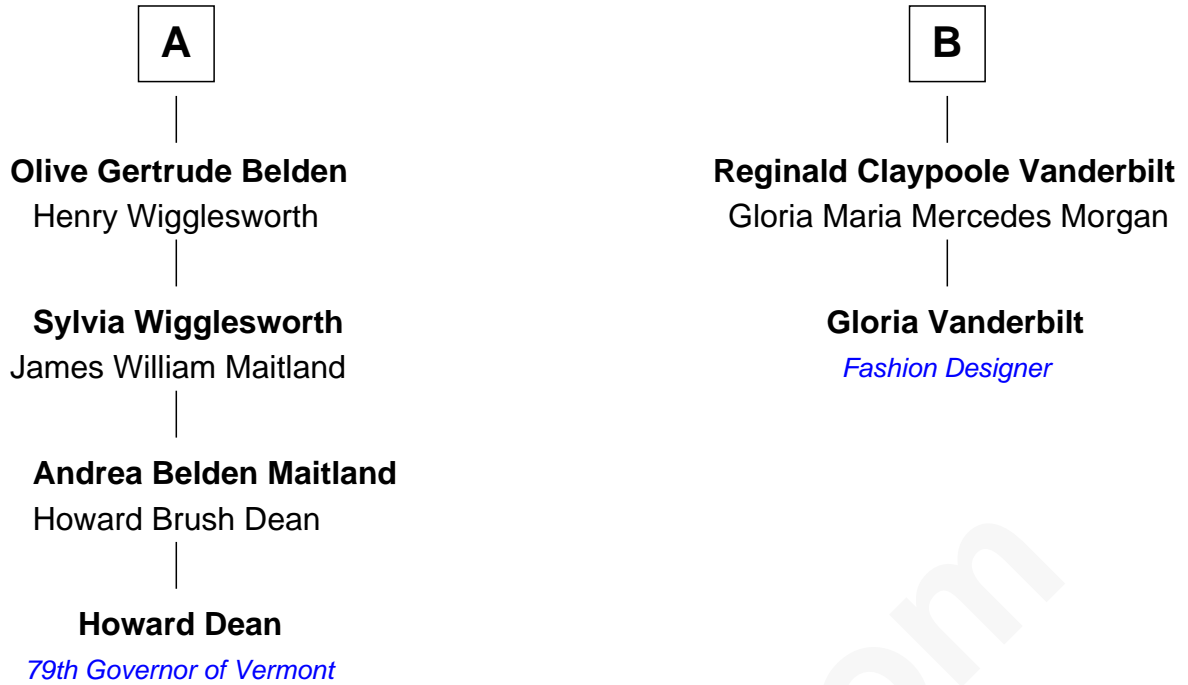 A
Olive Gertrude Belden
Henry Wigglesworth
Sylvia Wigglesworth
James William Maitland
Andrea Belden Maitland
Howard Brush Dean
Howard Dean
79th Governor of Vermont
B
Reginald Claypoole Vanderbilt
Gloria Maria Mercedes Morgan
Gloria Vanderbilt
Fashion Designer
om